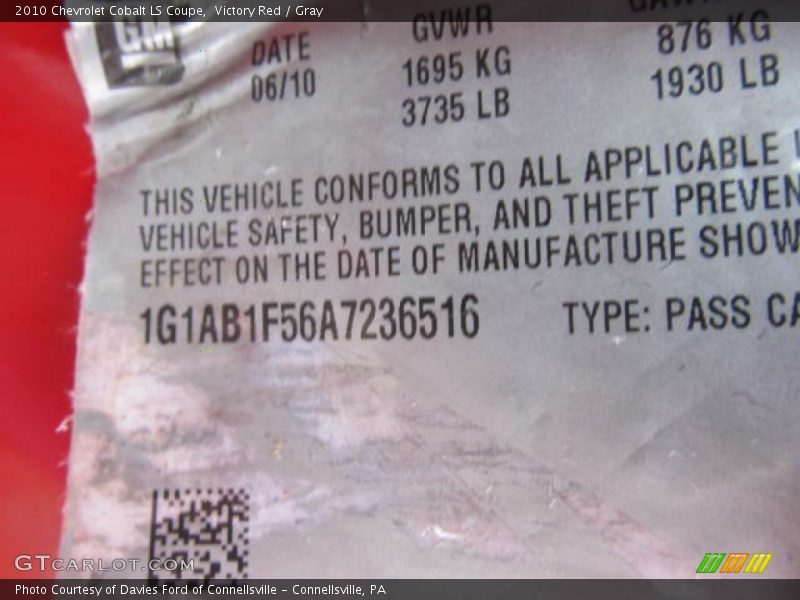 2010 Chevrolet Cobalt LS Coupe, Victory Red / Gray
GM
DATE GVWR
06/10 1695 KG 876 KG
3735 LB 1930 LB
THIS VEHICLE CONFORMS TO ALL APPLICABLE
VEHICLE SAFETY, BUMPER, AND THEFT PREVEN
EFFECT ON THE DATE OF MANUFACTURE SHOW
1G1AB1F56A7236516 TYPE: PASS CA
GTCARLOT.COM
Photo Courtesy of Davies Ford of Connellsville - Connellsville, PA